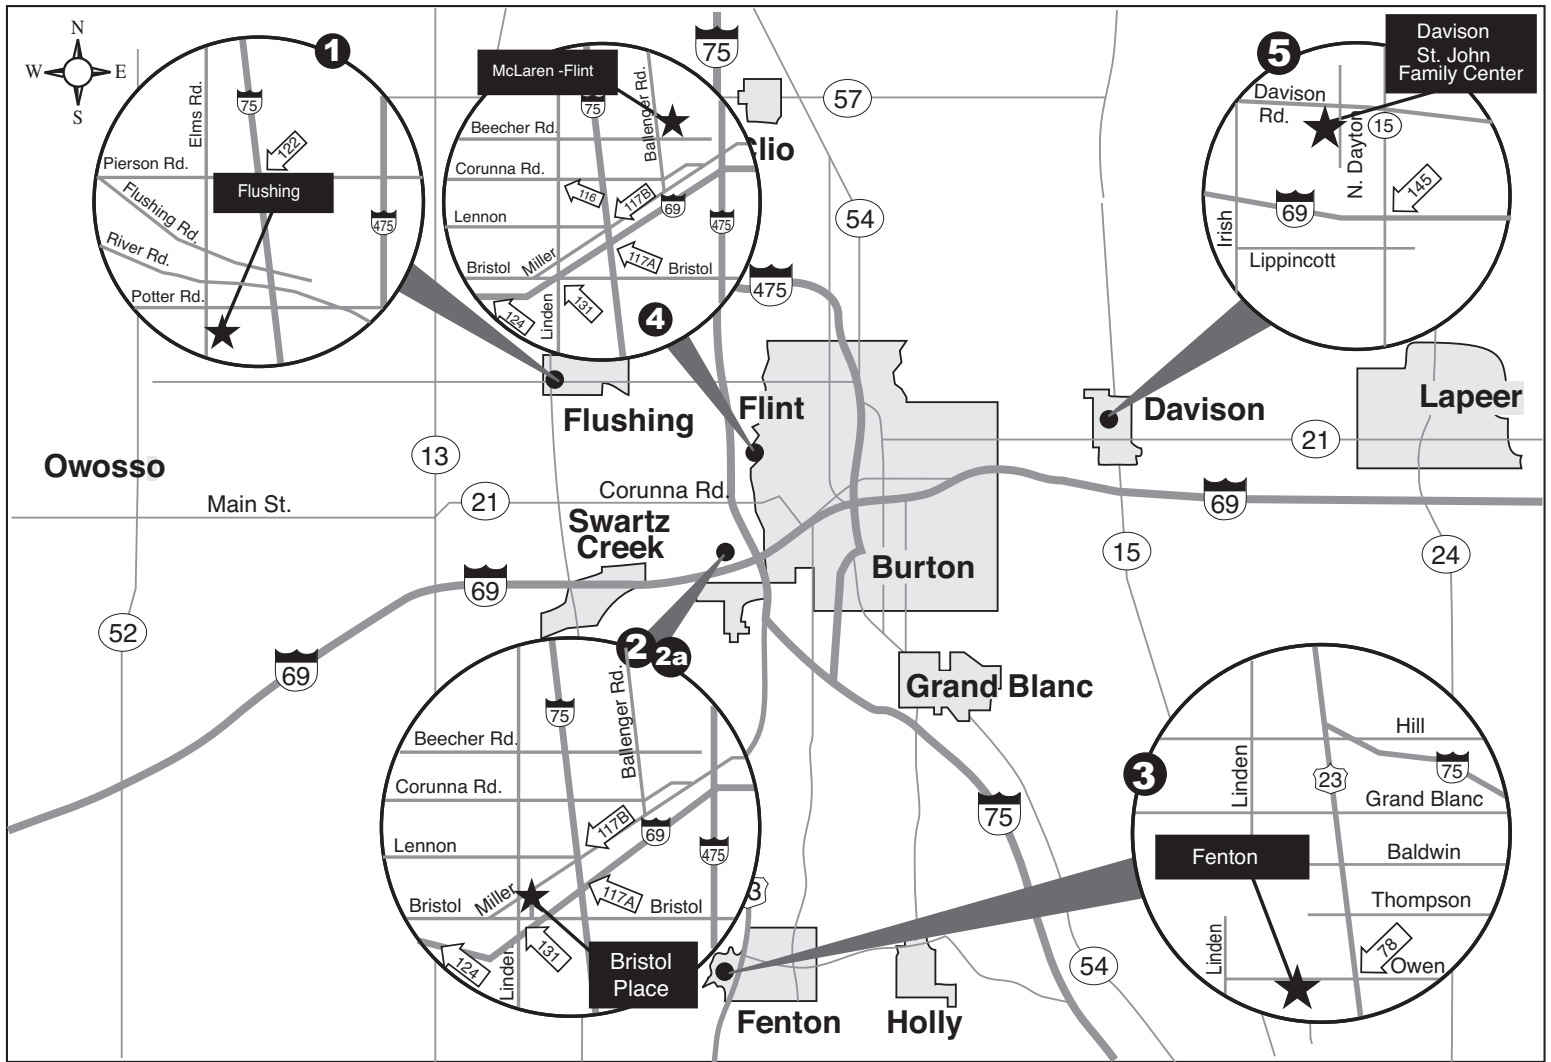 N
W
E
S
1
75
Elms Rd.
122
Pierson Rd.
Flushing
Flushing Rd.
475
River Rd.
Potter Rd.
McLaren -Flint
75
Ballenger Rd.
Beecher Rd.
Corunna Rd.
116
117B
69
475
Lennon
Miller
117A
Bristol
Bristol
124
Linden
131
4
75
Clio
57
54
475
5
Davison
St. John
Family Center
Davison
Rd.
15
N. Dayton
145
69
Irish
Lippincott
Flushing
Flint
Davison
Lapeer
Owosso
13
21
Main St.
21
Corunna Rd.
69
Swartz
Creek
Burton
15
24
69
52
69
2
2a
Grand Blanc
75
Ballenger Rd.
Beecher Rd.
Corunna Rd.
117B
69
475
Lennon
Miller
117A
Bristol
Bristol
124
Linden
131
Bristol
Place
75
3
Hill
Linden
75
23
Grand Blanc
Fenton
Baldwin
Thompson
Linden
78
Owen
3
54
Fenton
Holly